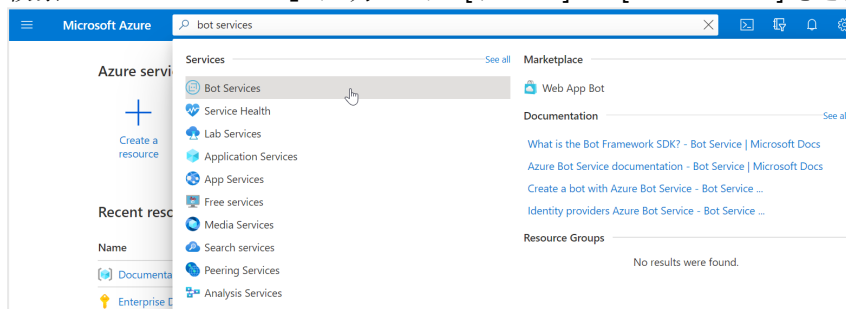 Microsoft Azure
bot services
Azure servi
Create a
resource
Recent reso
Name
Documenta
Enterprise D
Services
See all
Bot Services
Service Health
Lab Services
Application Services
App Services
Free services
Media Services
Search services
Peering Services
Analysis Services
Marketplace
Web App Bot
Documentation
See all
What is the Bot Framework SDK? - Bot Service | Microsoft Docs
Azure Bot Service documentation - Bot Service | Microsoft Docs
Create a bot with Azure Bot Service - Bot Service ...
Identity providers Azure Bot Service - Bot Service ...
Resource Groups
No results were found.